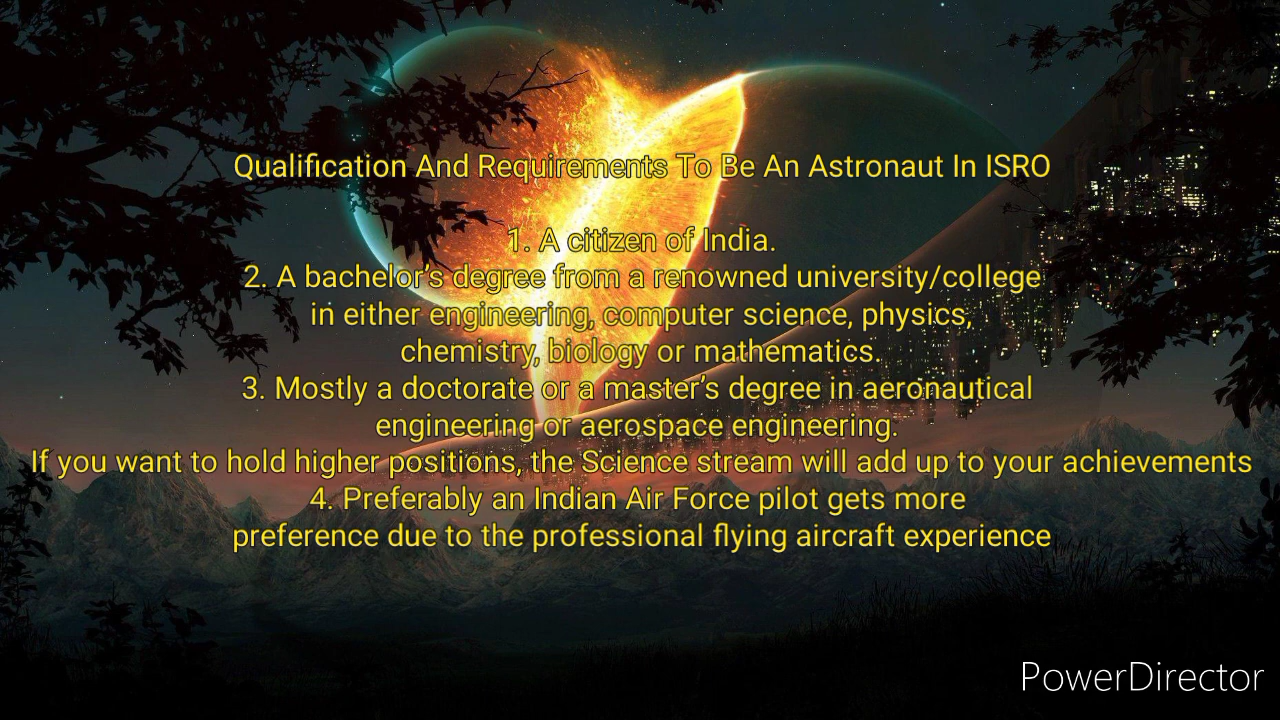 Qualification And Requirements To Be An Astronaut In ISRO
1. A citizen of India.
2. A bachelor's degree from a renowned university/college
in either engineering, computer science, physics,
chemistry, biology or mathematics.
3. Mostly a doctorate or a master's degree in aeronautical
engineering or aerospace engineering.
If you want to hold higher positions, the Science stream will add up to your achievements
4. Preferably an Indian Air Force pilot gets more
preference due to the professional flying aircraft experience
PowerDirector